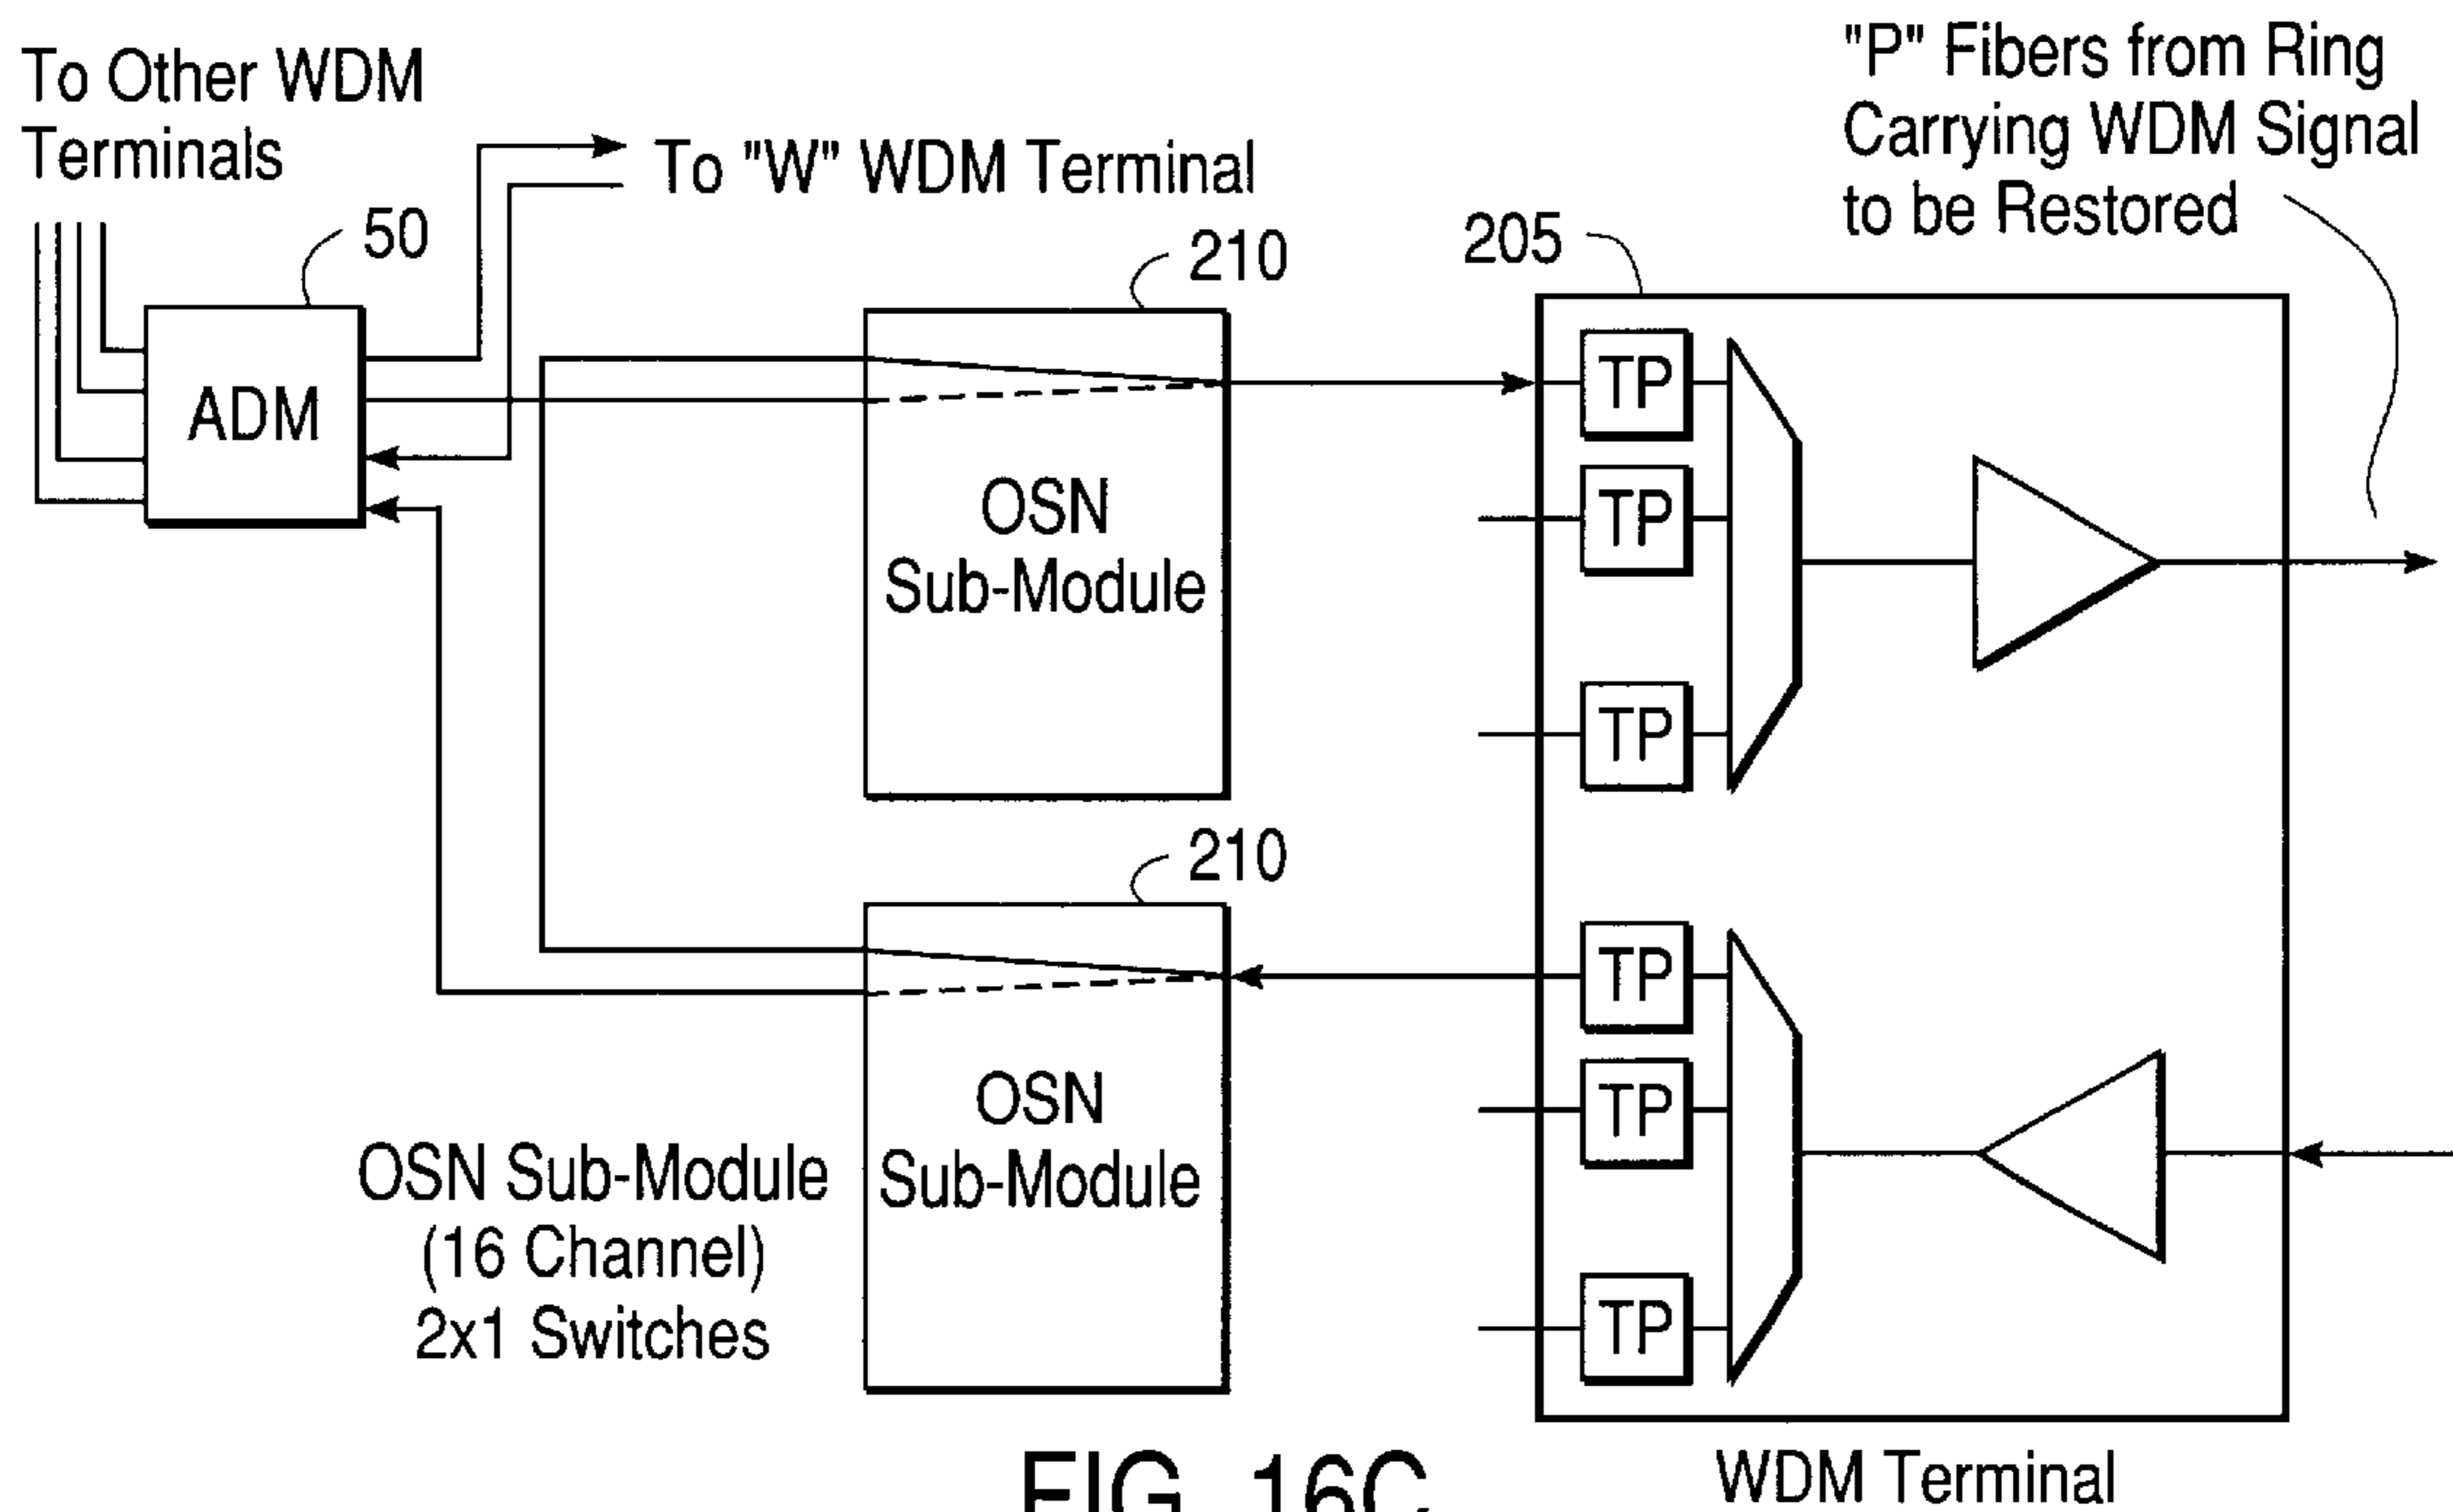 To Other WDM
Terminals
To "W" WDM Terminal
"P" Fibers from Ring
Carrying WDM Signal
to be Restored
50
210
205
ADM
OSN
Sub-Module
TP
TP
TP
210
OSN
Sub-Module
TP
TP
TP
OSN Sub-Module
(16 Channel)
2x1 Switches
WDM Terminal
FIG. 16C